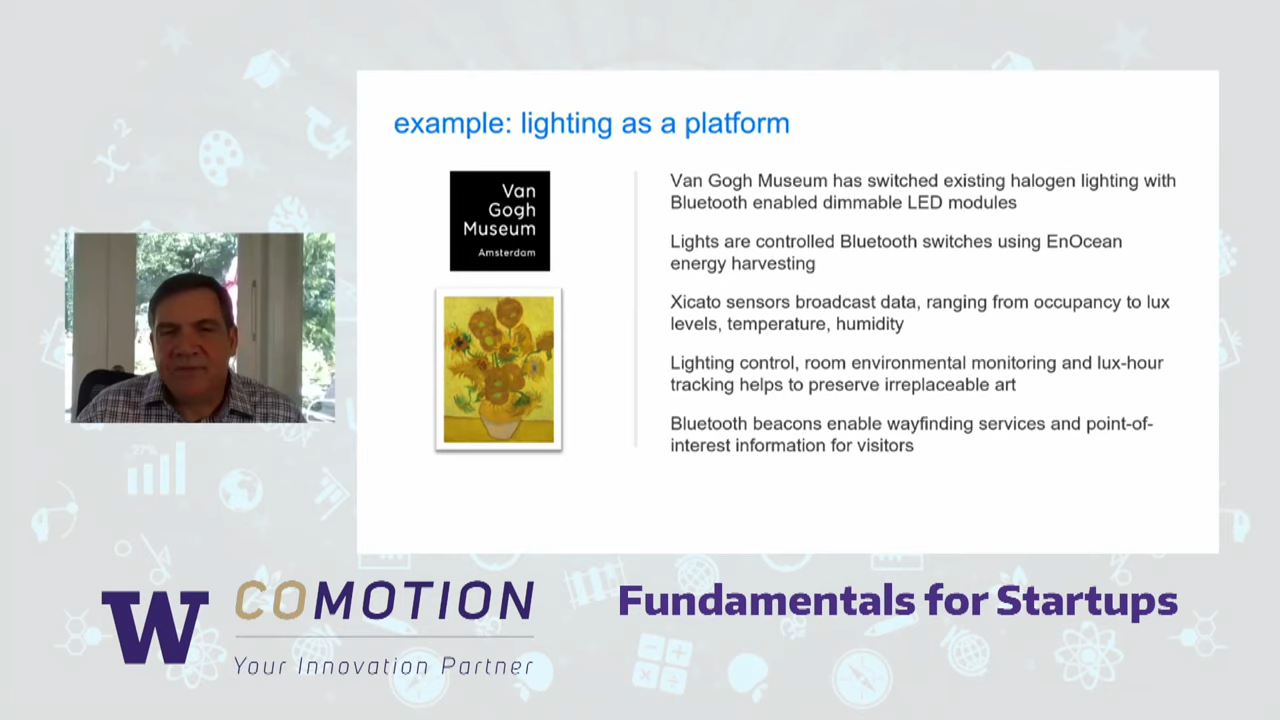 example: lighting as a platform
Van
Gogh
Museum
Amsterdam
Van Gogh Museum has switched existing halogen lighting with
Bluetooth enabled dimmable LED modules
Lights are controlled Bluetooth switches using EnOcean
energy harvesting
Xicato sensors broadcast data, ranging from occupancy to lux
levels, temperature, humidity
Lighting control, room environmental monitoring and lux-hour
tracking helps to preserve irreplaceable art
Bluetooth beacons enable wayfinding services and point-of-
interest information for visitors
x²
27%
W
COMOTION
Your Innovation Partner
Fundamentals for Startups